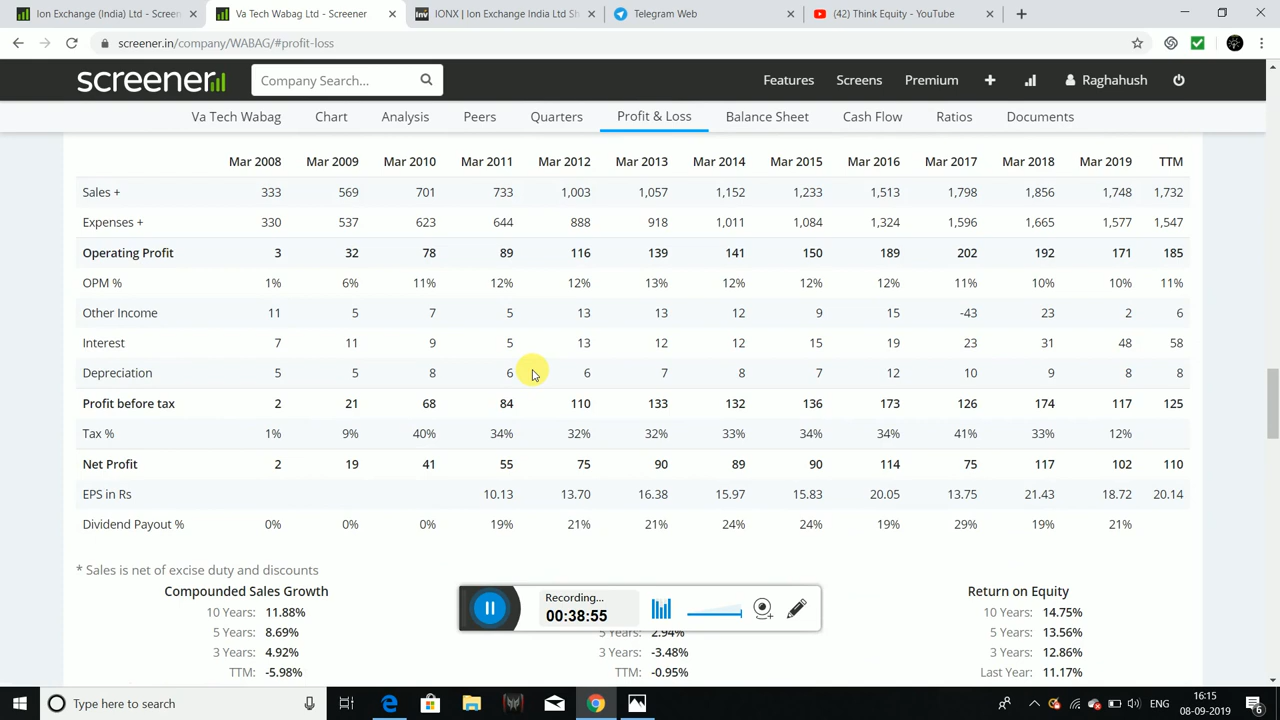 Ion Exchange (India) Ltd - Screen
Va Tech Wabag Ltd - Screener
Inv IONX | Ion Exchange India Ltd Sh
Telegram Web
(42) Think Equity - YouTube
screener.in/company/WABAG/#profit-loss
screener
Company Search...
Features Screens Premium Raghahush
Va Tech Wabag Chart Analysis Peers Quarters Profit & Loss Balance Sheet Cash Flow Ratios Documents
Mar 2008 Mar 2009 Mar 2010 Mar 2011 Mar 2012 Mar 2013 Mar 2014 Mar 2015 Mar 2016 Mar 2017 Mar 2018 Mar 2019 TTM
Sales + 333 569 701 733 1,003 1,057 1,152 1,233 1,513 1,798 1,856 1,748 1,732
Expenses + 330 537 623 644 888 918 1,011 1,084 1,324 1,596 1,665 1,577 1,547
Operating Profit 3 32 78 89 116 139 141 150 189 202 192 171 185
OPM % 1% 6% 11% 12% 12% 13% 12% 12% 12% 11% 10% 10% 11%
Other Income 11 5 7 5 13 13 12 9 15 -43 23 2 6
Interest 7 11 9 5 13 12 12 15 19 23 31 48 58
Depreciation 5 5 8 6 6 7 8 7 12 10 9 8 8
Profit before tax 2 21 68 84 110 133 132 136 173 126 174 117 125
Tax % 1% 9% 40% 34% 32% 32% 33% 34% 34% 41% 33% 12%
Net Profit 2 19 41 55 75 90 89 90 114 75 117 102 110
EPS in Rs 10.13 13.70 16.38 15.97 15.83 20.05 13.75 21.43 18.72 20.14
Dividend Payout % 0% 0% 0% 19% 21% 21% 24% 24% 19% 29% 19% 21%
* Sales is net of excise duty and discounts
Compounded Sales Growth
10 Years: 11.88%
5 Years: 8.69%
3 Years: 4.92%
TTM: -5.98%
Recording...
00:38:55
2.94%
3 Years: -3.48%
TTM: -0.95%
Return on Equity
10 Years: 14.75%
5 Years: 13.56%
3 Years: 12.86%
Last Year: 11.17%
Type here to search
ENG
16:15
08-09-2019
6